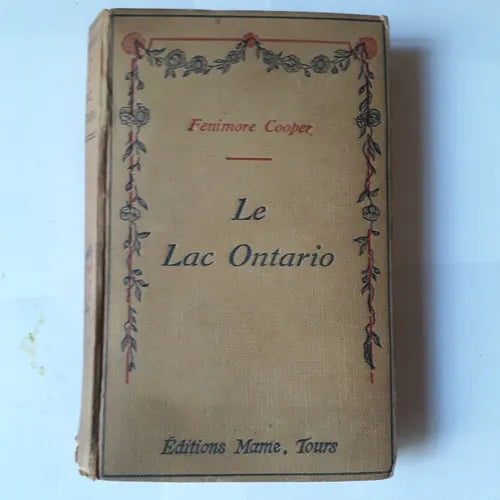 Fenimore Cooper
Le
Lac Ontario
Éditions Mame, Tours